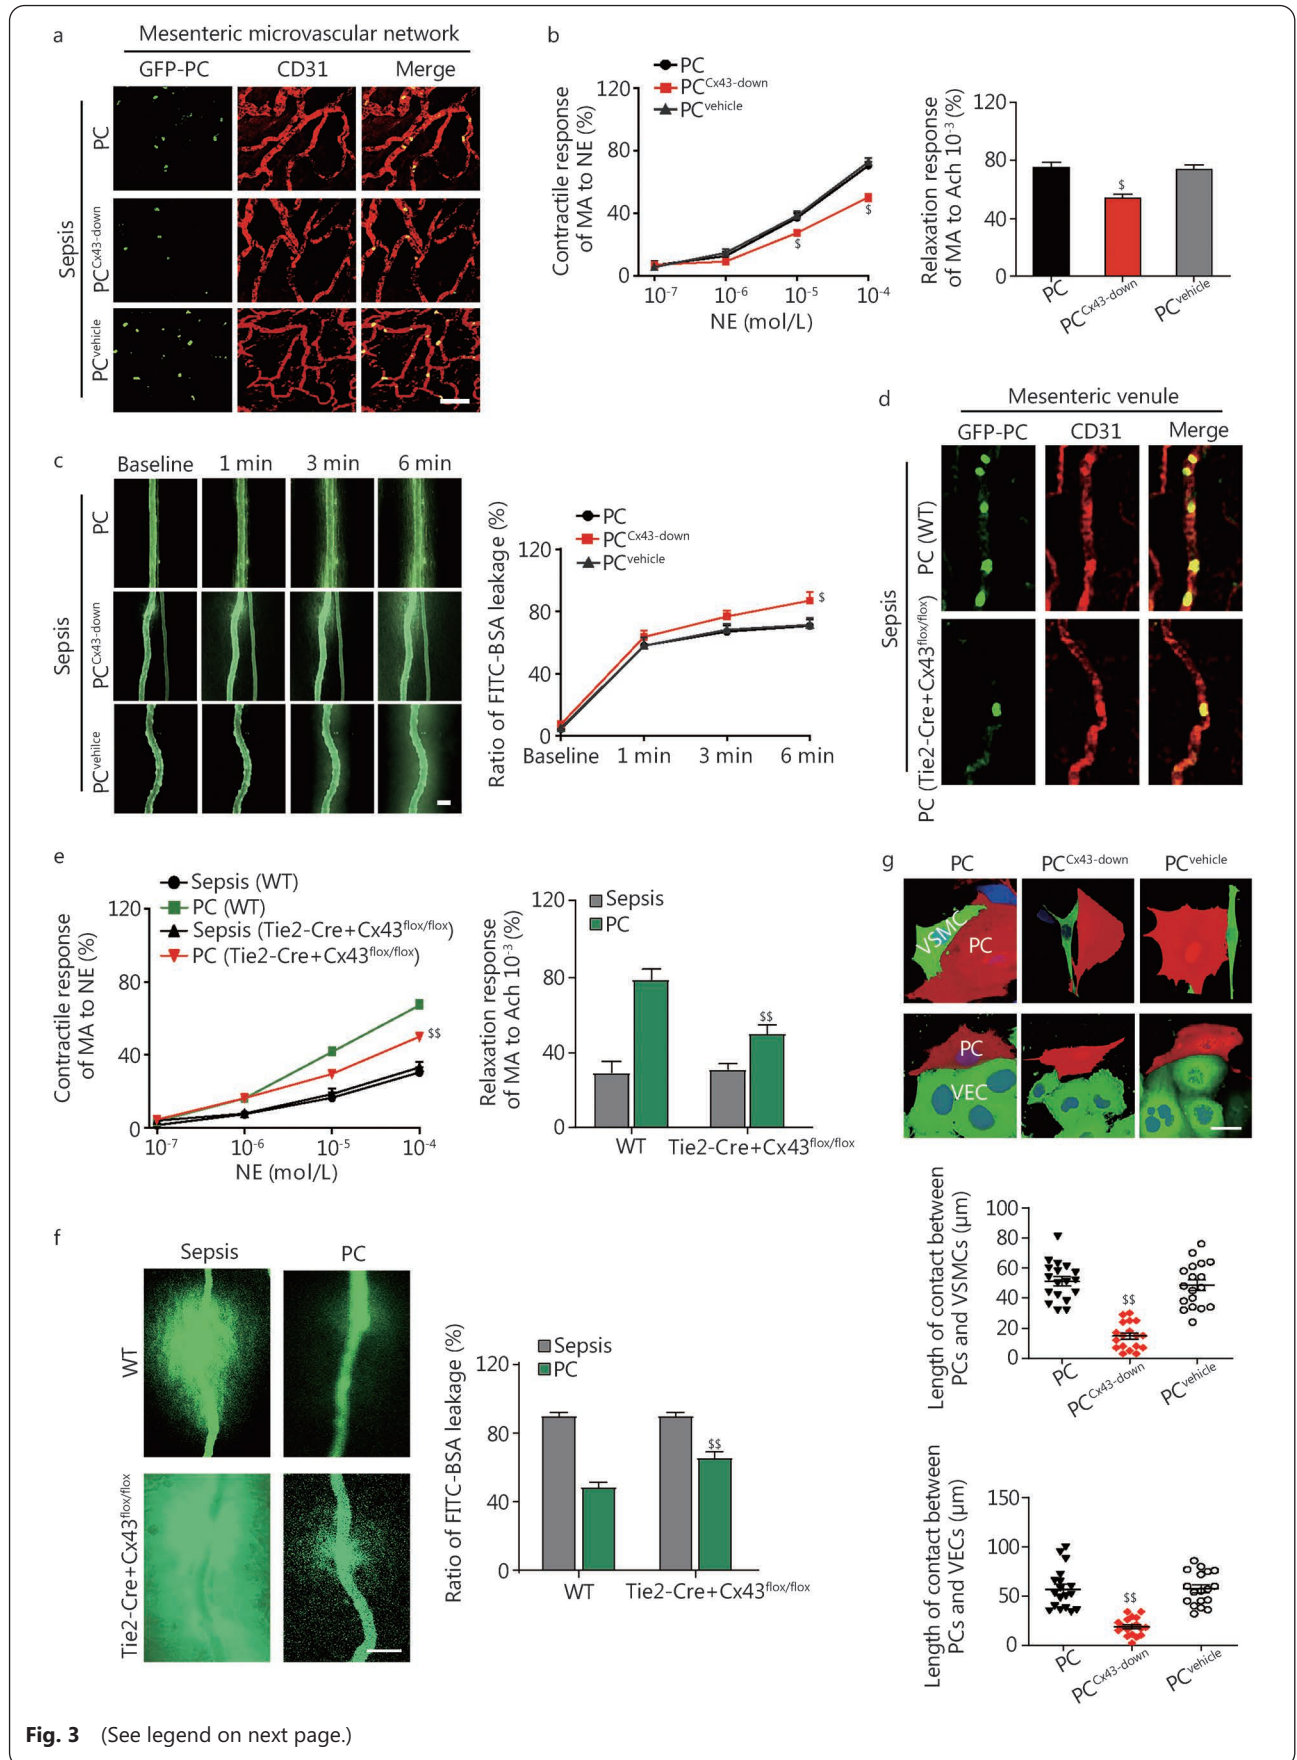 a
Mesenteric microvascular network
GFP-PC CD31 Merge
Sepsis
PC
PC^Cx43-down
PC^vehicle
b
PC
PC^Cx43-down
PC^vehicle
Contractile response
of MA to NE (%)
120
80
40
0
10^-7 10^-6 10^-5 10^-4
NE (mol/L)
$
$
Relaxation response
of MA to Ach 10^-3 (%)
120
80
40
0
$
PC PC^Cx43-down PC^vehicle
c
Baseline 1 min 3 min 6 min
Sepsis
PC
PC^Cx43-down
PC^vehilce
PC
PC^Cx43-down
PC^vehicle
Ratio of FITC-BSA leakage (%)
120
80
40
0
$
Baseline 1 min 3 min 6 min
d
Mesenteric venule
GFP-PC CD31 Merge
Sepsis
PC (WT)
PC (Tie2-Cre+Cx43^flox/flox)
e
Sepsis (WT)
PC (WT)
Sepsis (Tie2-Cre+Cx43^flox/flox)
PC (Tie2-Cre+Cx43^flox/flox)
Contractile response
of MA to NE (%)
120
80
40
0
$$
10^-7 10^-6 10^-5 10^-4
NE (mol/L)
Relaxation response
of MA to Ach 10^-3 (%)
Sepsis
PC
120
80
40
0
$$
WT Tie2-Cre+Cx43^flox/flox
f
Sepsis PC
WT
Tie2-Cre+Cx43^flox/flox
Ratio of FITC-BSA leakage (%)
Sepsis
PC
120
80
40
0
$$
WT Tie2-Cre+Cx43^flox/flox
g
PC PC^Cx43-down PC^vehicle
VSMC
PC
PC
VEC
Length of contact between
PCs and VSMCs (μm)
100
80
60
40
20
0
$$
PC PC^Cx43-down PC^vehicle
Length of contact between
PCs and VECs (μm)
150
100
50
0
$$
PC PC^Cx43-down PC^vehicle
Fig. 3 (See legend on next page.)